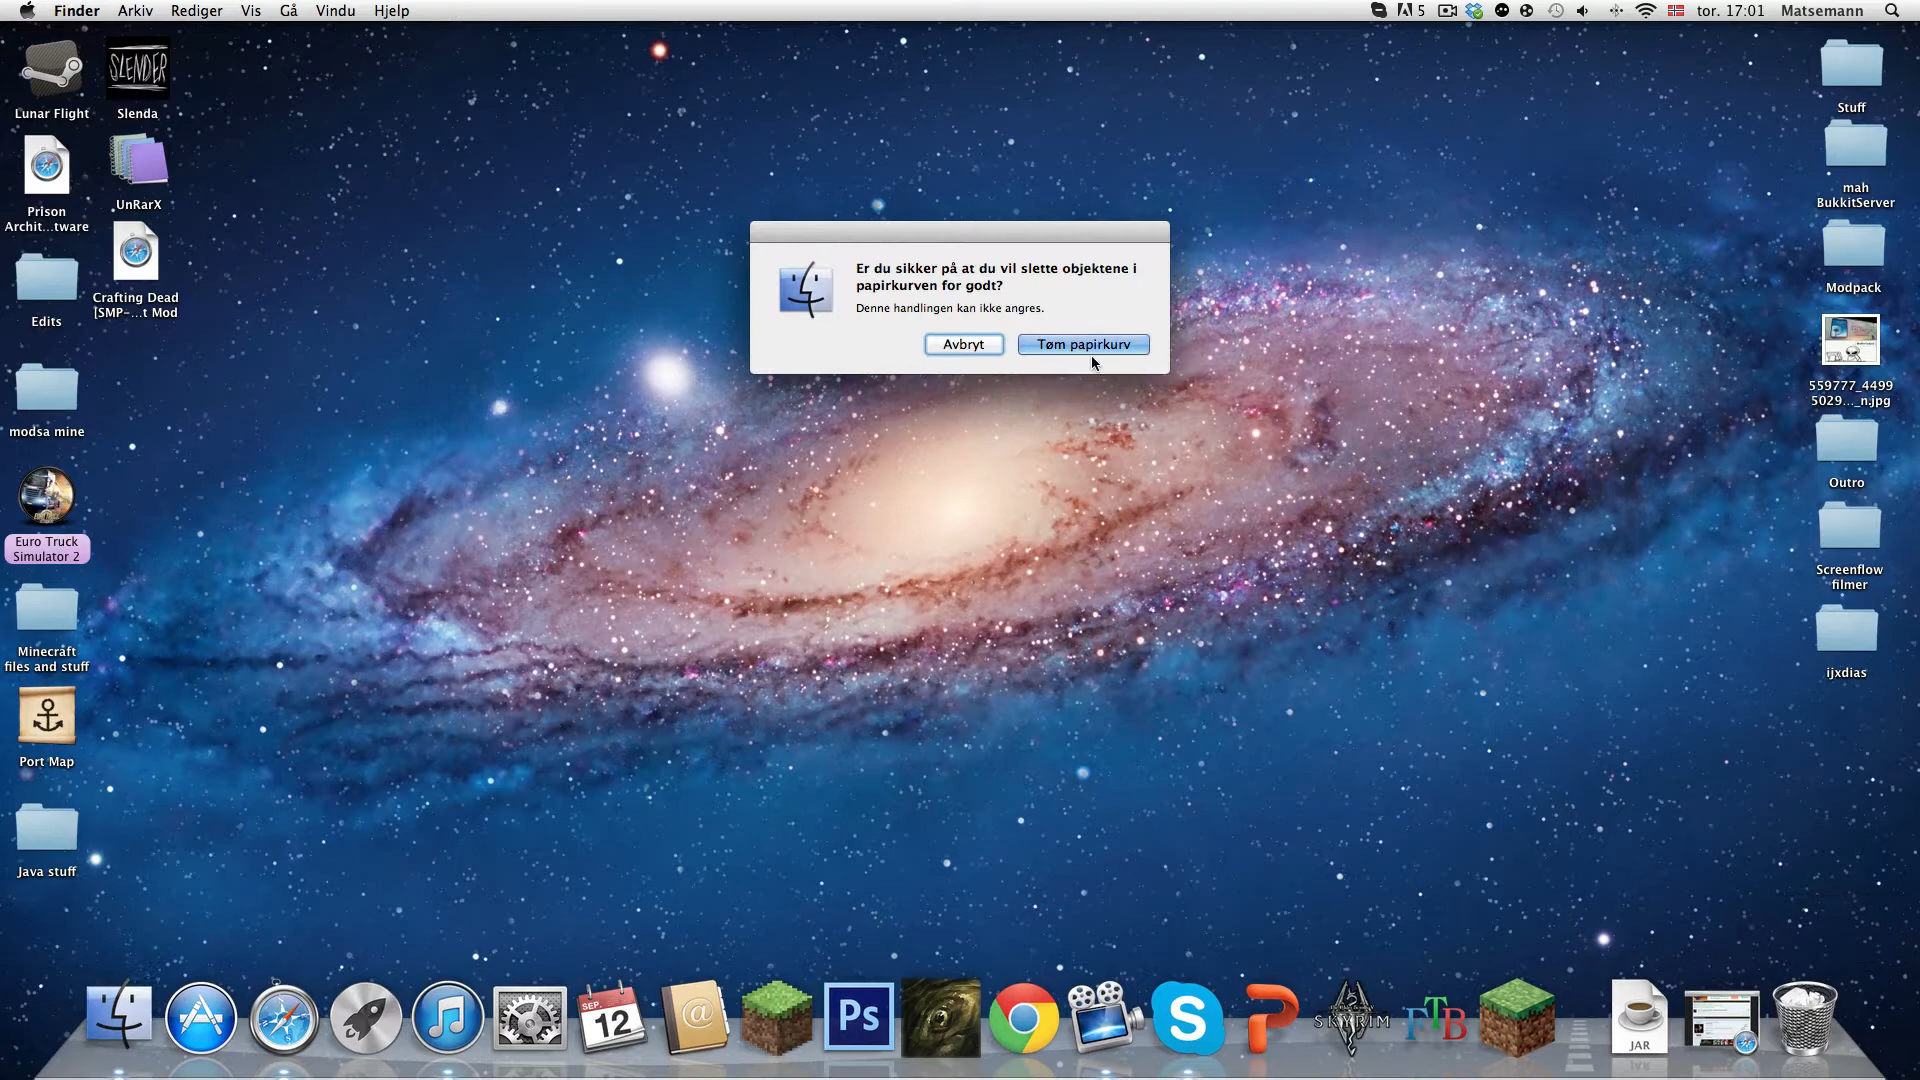 Finder Arkiv Rediger Vis Gå Vindu Hjelp
5 tor. 17:01 Matsemann
Lunar Flight
SLENDER
Slenda
Prison
Archit...tware
UnRarX
Edits
Crafting Dead
[SMP-...t Mod
modsa mine
Euro Truck
Simulator 2
Minecraft
files and stuff
Port Map
Java stuff
Er du sikker på at du vil slette objektene i
papirkurven for godt?
Denne handlingen kan ikke angres.
Avbryt Tøm papirkurv
Stuff
mah
BukkitServer
Modpack
559777_4499
5029..._n.jpg
Outro
Screenflow
filmer
ijxdias
SEP.
12
@
Ps
S
SKYRIM
FTB
JAR